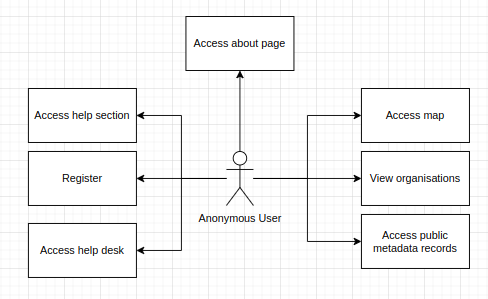 Access about page
Access help section
Access map
Register
View organisations
Anonymous User
Access help desk
Access public
metadata records